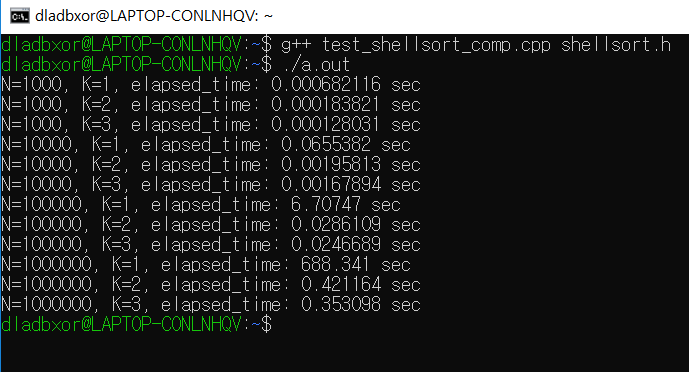 dladbxor@LAPTOP-CONLNHQV: ~
dladbxor@LAPTOP-CONLNHQV:~$ g++ test_shellsort_comp.cpp shellsort.h
dladbxor@LAPTOP-CONLNHQV:~$ ./a.out
N=1000, K=1, elapsed_time: 0.000682116 sec
N=1000, K=2, elapsed_time: 0.000183821 sec
N=1000, K=3, elapsed_time: 0.000128031 sec
N=10000, K=1, elapsed_time: 0.0655382 sec
N=10000, K=2, elapsed_time: 0.00195813 sec
N=10000, K=3, elapsed_time: 0.00167894 sec
N=100000, K=1, elapsed_time: 6.70747 sec
N=100000, K=2, elapsed_time: 0.0286109 sec
N=100000, K=3, elapsed_time: 0.0246689 sec
N=1000000, K=1, elapsed_time: 688.341 sec
N=1000000, K=2, elapsed_time: 0.421164 sec
N=1000000, K=3, elapsed_time: 0.353098 sec
dladbxor@LAPTOP-CONLNHQV:~$